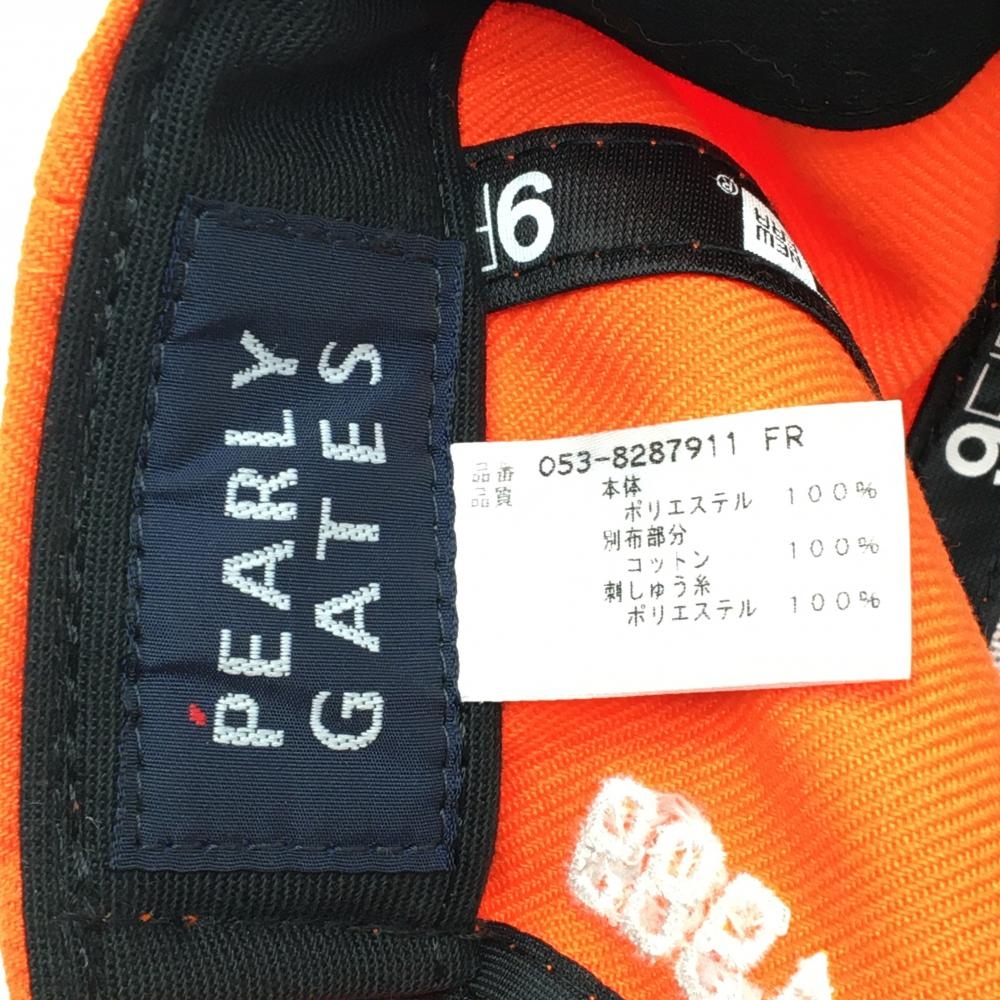 PEARLY
GATES
9F
NEW
ERA
®
品番 053-8287911 FR
品質 本体
ポリエステル 100%
別布部分
コットン 100%
刺しゅう糸
ポリエステル 100%
9